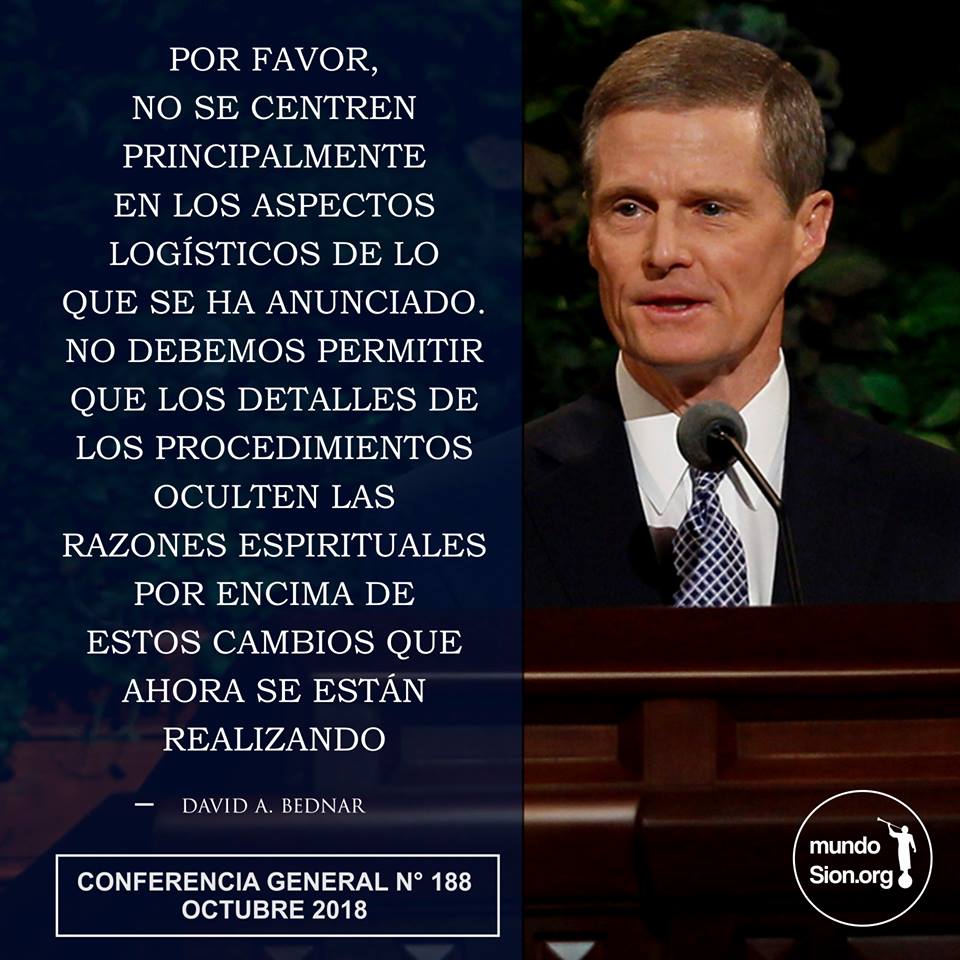 POR FAVOR,
NO SE CENTREN
PRINCIPALMENTE
EN LOS ASPECTOS
LOGÍSTICOS DE LO
QUE SE HA ANUNCIADO.
NO DEBEMOS PERMITIR
QUE LOS DETALLES DE
LOS PROCEDIMIENTOS
OCULTEN LAS
RAZONES ESPIRITUALES
POR ENCIMA DE
ESTOS CAMBIOS QUE
AHORA SE ESTÁN
REALIZANDO
— DAVID A. BEDNAR
CONFERENCIA GENERAL N° 188
OCTUBRE 2018
mundo
Sion.org